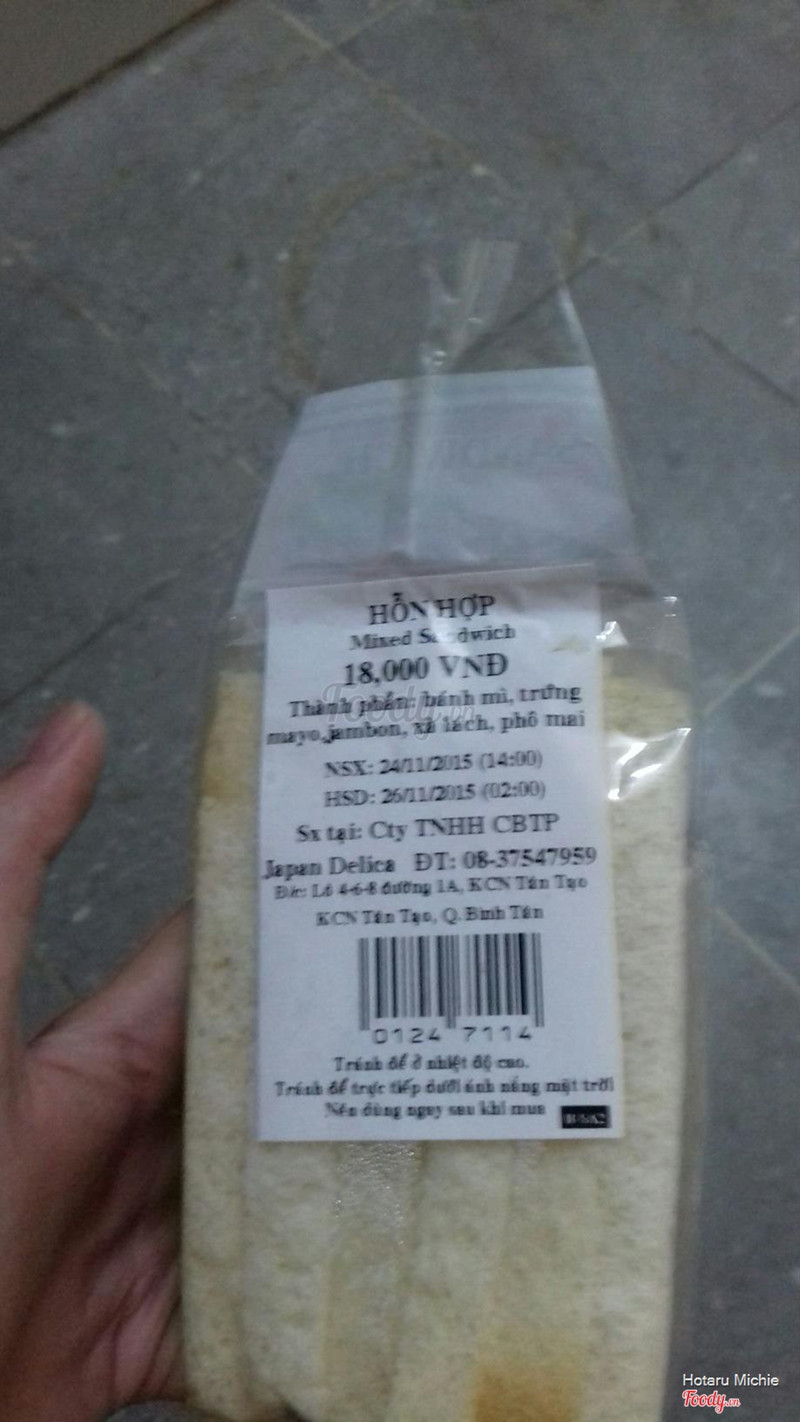 HỖN HỢP
Mixed Sandwich
18,000 VNĐ
Thành phần: bánh mì, trứng
mayo,jambon, xà lách, phô mai
NSX: 24/11/2015 (14:00)
HSD: 26/11/2015 (02:00)
Sx tại: Cty TNHH CBTP
Japan Delica ĐT: 08-37547959
Đ/c: Lô 4-6-8 đường 1A, KCN Tân Tạo
KCN Tân Tạo, Q. Bình Tân
0124 7114
Tránh để ở nhiệt độ cao.
Tránh để trực tiếp dưới ánh nắng mặt trời
Nên dùng ngay sau khi mua
Foody.vn
Hotaru Michie
Foody.vn